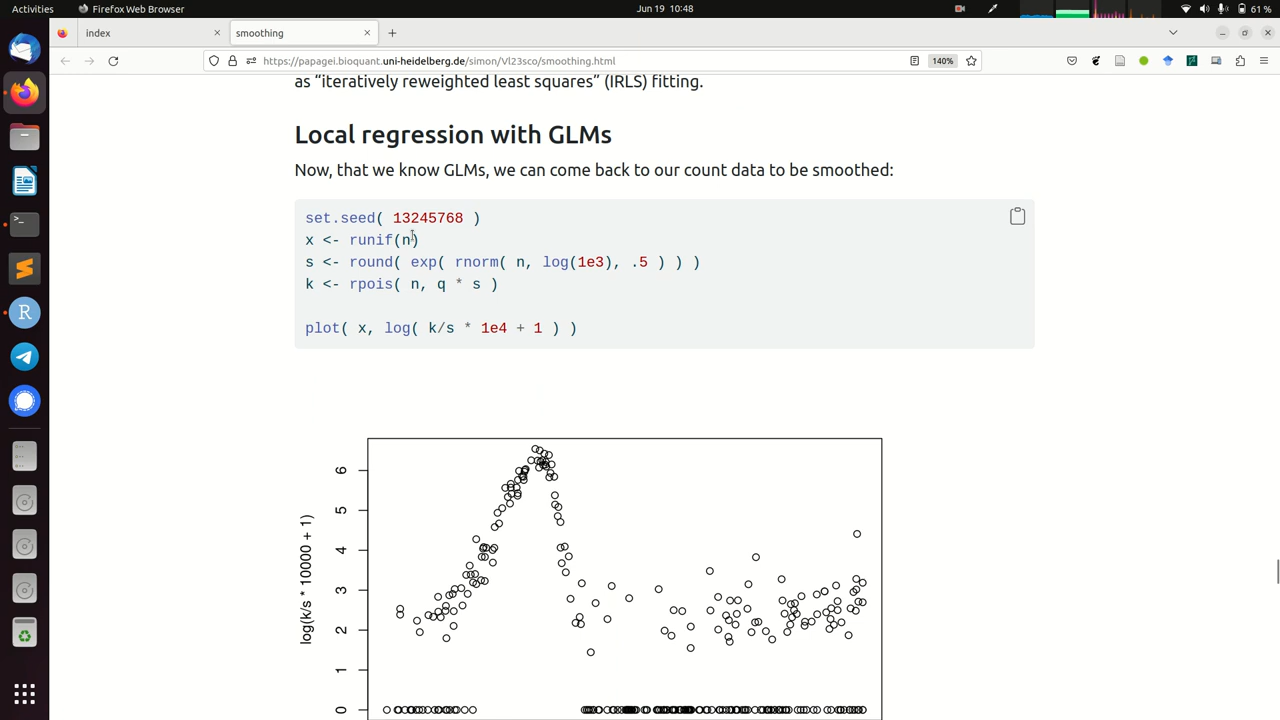 Activities
Firefox Web Browser
Jun 19 10:48
61 %
index
smoothing
https://papagei.bioquant.uni-heidelberg.de/simon/Vl23sco/smoothing.html
140%
as “iteratively reweighted least squares” (IRLS) fitting.
Local regression with GLMs
Now, that we know GLMs, we can come back to our count data to be smoothed:
set.seed( 13245768 )
x <- runif(n)
s <- round( exp( rnorm( n, log(1e3), .5 ) ) )
k <- rpois( n, q * s )
plot( x, log( k/s * 1e4 + 1 ) )
log(k/s * 10000 + 1)
6
5
4
3
2
1
0